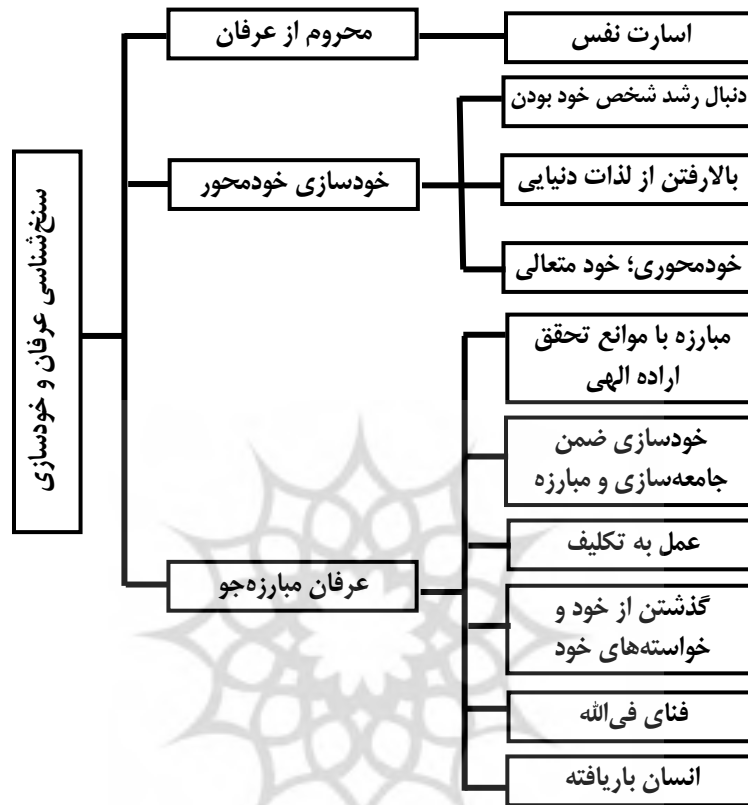 سنخ‌شناسی عرفان و خودسازی
محروم از عرفان
اسارت نفس
خودسازی خودمحور
دنبال رشد شخص خود بودن
بالارفتن از لذات دنیایی
خودمحوری؛ خود متعالی
عرفان مبارزه‌جو
مبارزه با موانع تحقق
اراده الهی
خودسازی ضمن
جامعه‌سازی و مبارزه
عمل به تکلیف
گذشتن از خود و
خواسته‌های خود
فنای فی‌الله
انسان باریافته